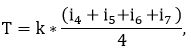 T = k * (i₄ + i₅+i₆ + i₇) / 4,